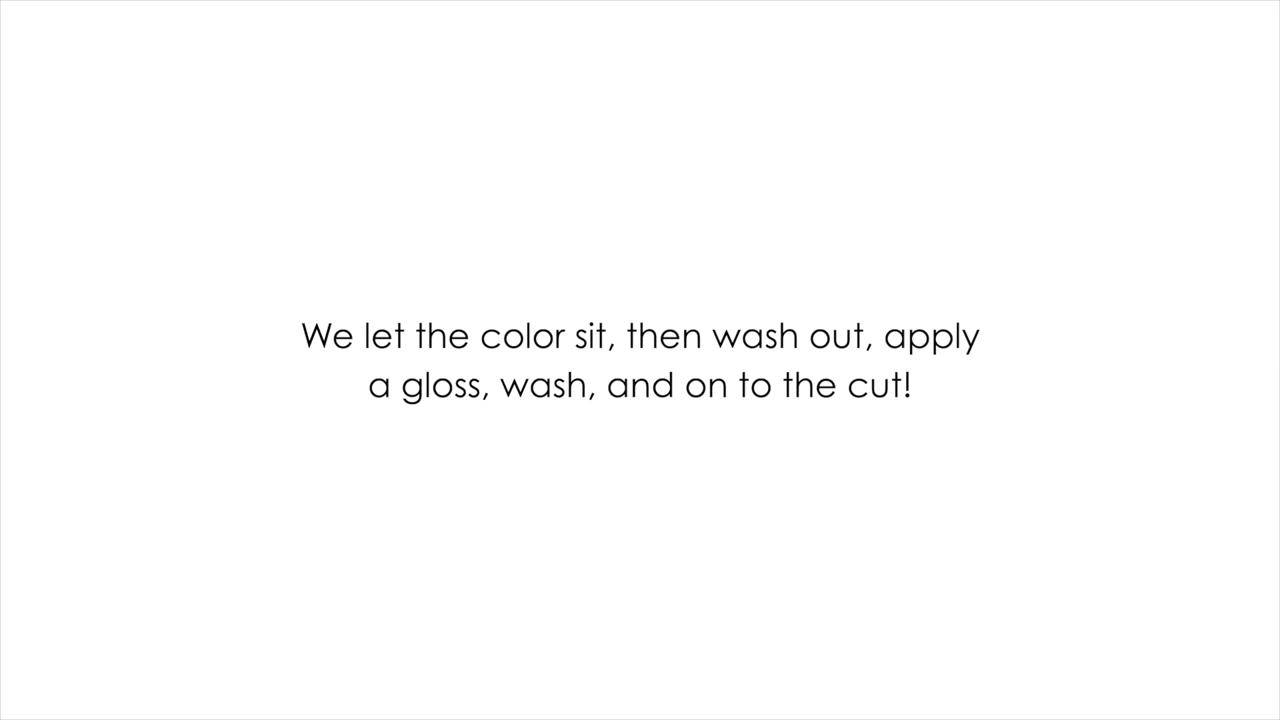 We let the color sit, then wash out, apply
a gloss, wash, and on to the cut!